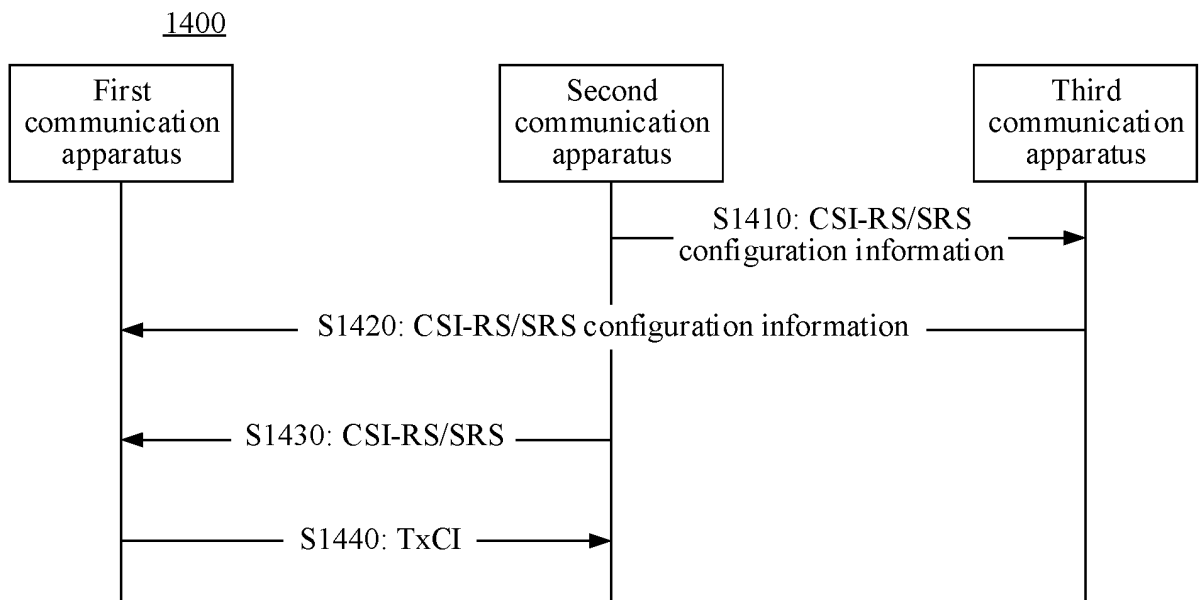 1400
First
communication
apparatus
Second
communication
apparatus
Third
communication
apparatus
S1410: CSI-RS/SRS
configuration information
S1420: CSI-RS/SRS configuration information
S1430: CSI-RS/SRS
S1440: TxCI